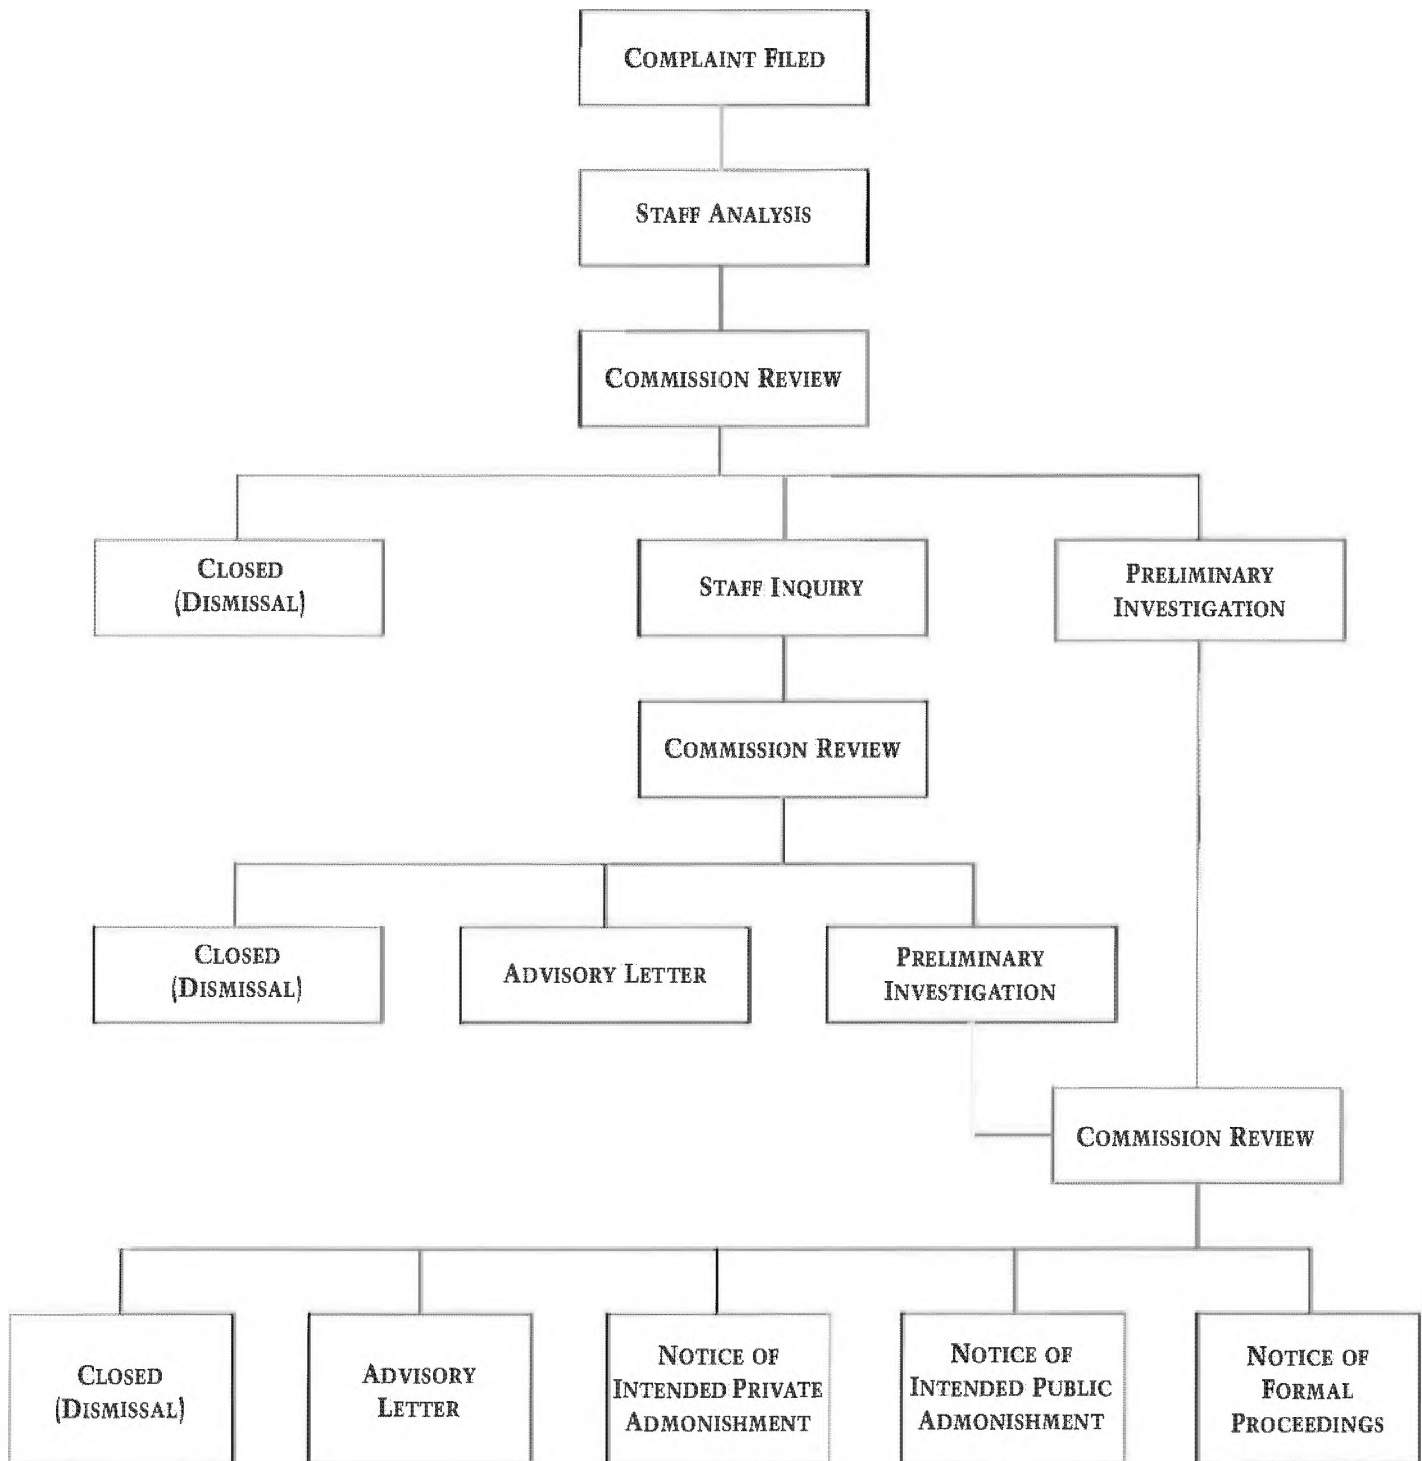 COMPLAINT FILED
STAFF ANALYSIS
COMMISSION REVIEW
CLOSED
(DISMISSAL)
STAFF INQUIRY
PRELIMINARY
INVESTIGATION
COMMISSION REVIEW
CLOSED
(DISMISSAL)
ADVISORY LETTER
PRELIMINARY
INVESTIGATION
COMMISSION REVIEW
CLOSED
(DISMISSAL)
ADVISORY
LETTER
NOTICE OF
INTENDED PRIVATE
ADMONISHMENT
NOTICE OF
INTENDED PUBLIC
ADMONISHMENT
NOTICE OF
FORMAL
PROCEEDINGS